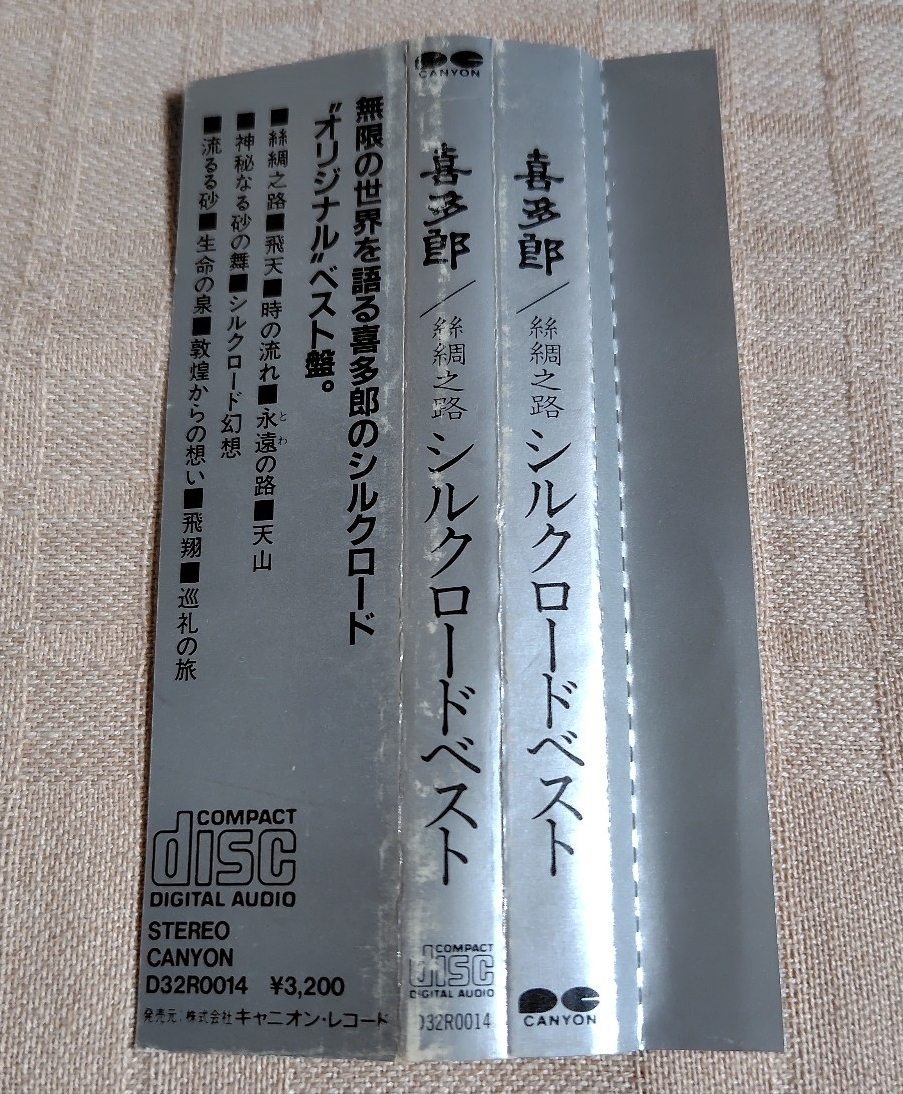 無限の世界を語る喜多郎のシルクロード
"オリジナル"ベスト盤。
■絲綢之路■飛天■時の流れ■永遠の路■天山
とわ
■神秘なる砂の舞■シルクロード幻想
■流るる砂■生命の泉■敦煌からの想い■飛翔■巡礼の旅
COMPACT
disc
DIGITAL AUDIO
STEREO
CANYON
D32R0014 ¥3,200
発売元:株式会社キャニオン・レコード
CANYON
喜多郎/絲綢之路シルクロードベスト
COMPACT
disc
DIGITAL AUDIO
D32R0014
喜多郎/絲綢之路シルクロードベスト
CANYON